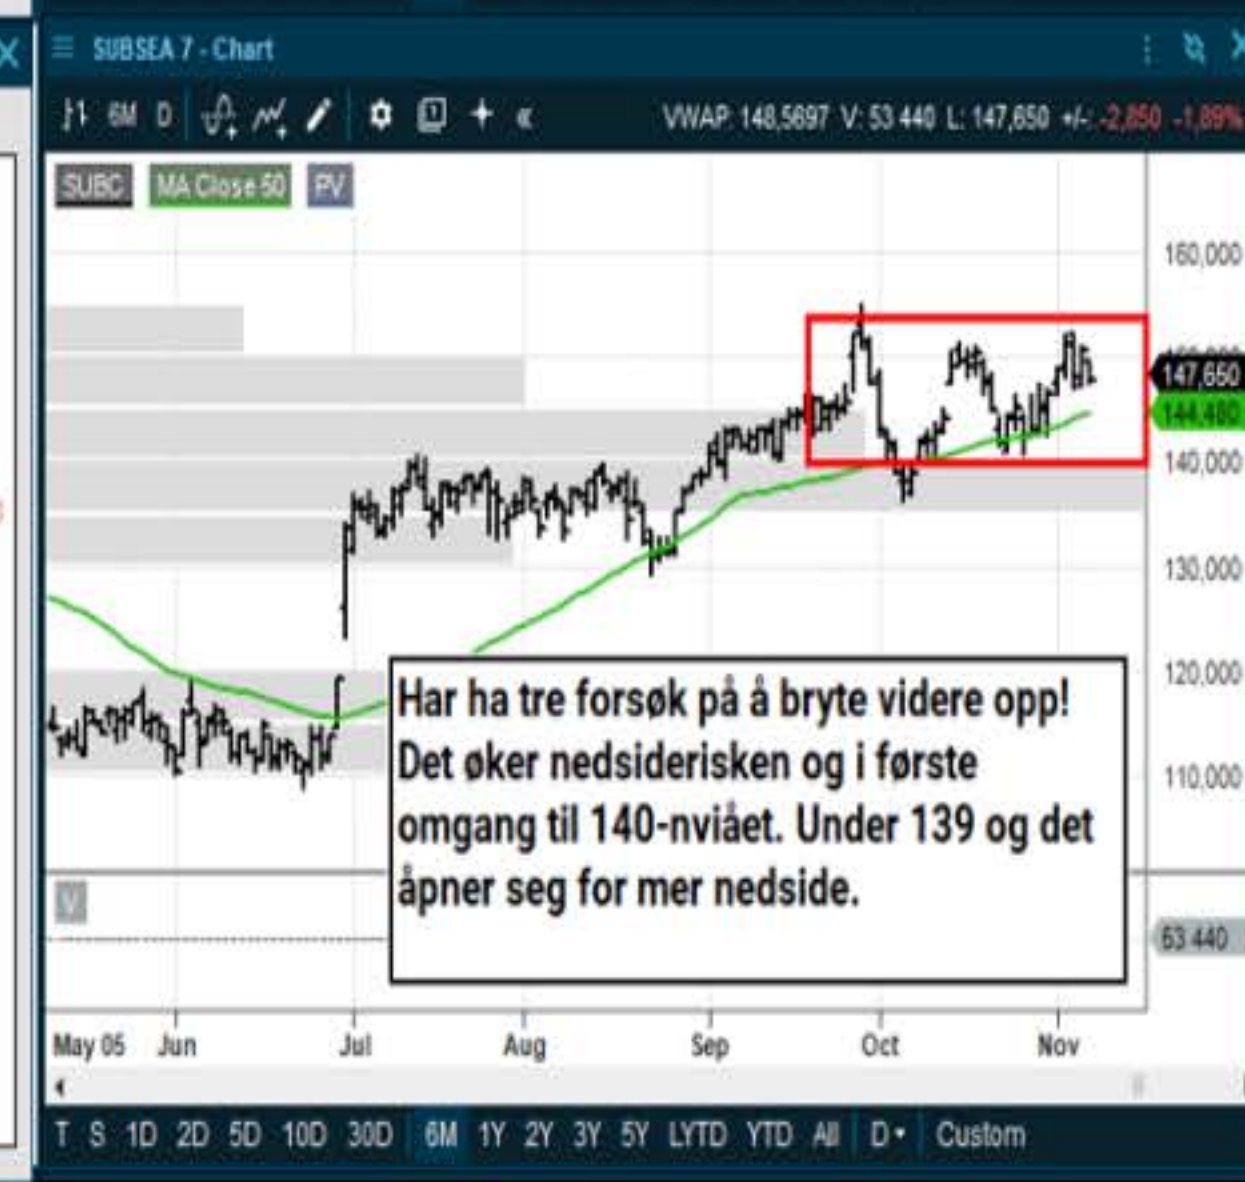 SUBSEA 7 - Chart
6M D VWAP: 148,5697 V: 53 440 L: 147,650 +/-: -2,850 -1,89%
SUBC MA Close 50 PV
160,000
147,650
144,480
140,000
130,000
120,000
110,000
Har ha tre forsøk på å bryte videre opp!
Det øker nedsiderisken og i første
omgang til 140-nviået. Under 139 og det
åpner seg for mer nedside.
V
53 440
May 05 Jun Jul Aug Sep Oct Nov
T S 1D 2D 5D 10D 30D 6M 1Y 2Y 3Y 5Y LYTD YTD All D Custom